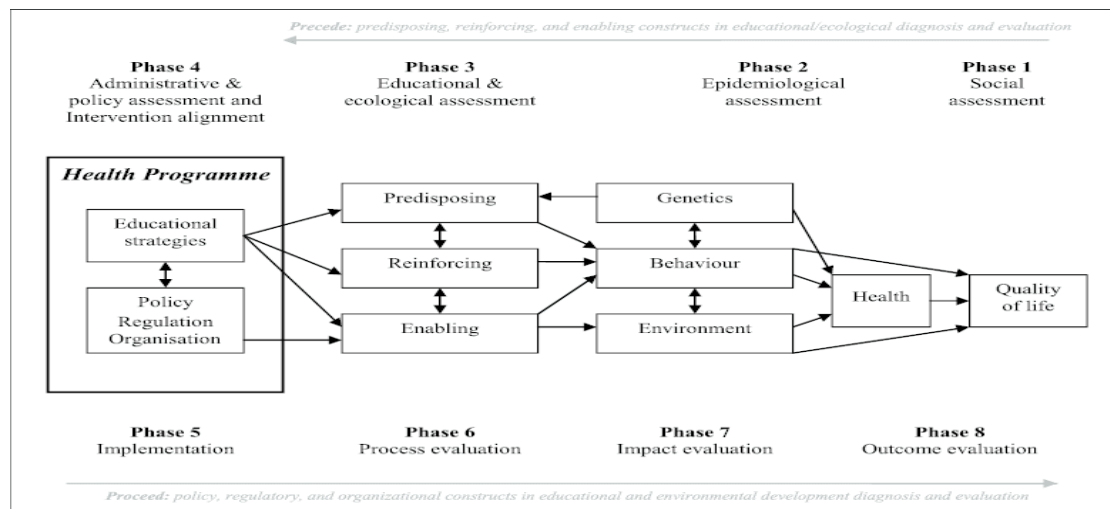 Precede: predisposing, reinforcing, and enabling constructs in educational/ecological diagnosis and evaluation
Phase 4
Administrative &
policy assessment and
Intervention alignment
Phase 3
Educational &
ecological assessment
Phase 2
Epidemiological
assessment
Phase 1
Social
assessment
Health Programme
Educational
strategies
Policy
Regulation
Organisation
Predisposing
Reinforcing
Enabling
Genetics
Behaviour
Environment
Health
Quality
of life
Phase 5
Implementation
Phase 6
Process evaluation
Phase 7
Impact evaluation
Phase 8
Outcome evaluation
Proceed: policy, regulatory, and organizational constructs in educational and environmental development diagnosis and evaluation